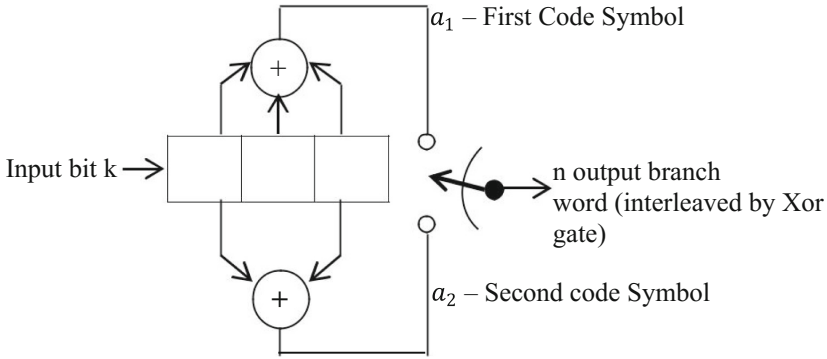 𝑎₁ – First Code Symbol
+
Input bit k
n output branch
word (interleaved by Xor
gate)
+
𝑎₂ – Second code Symbol